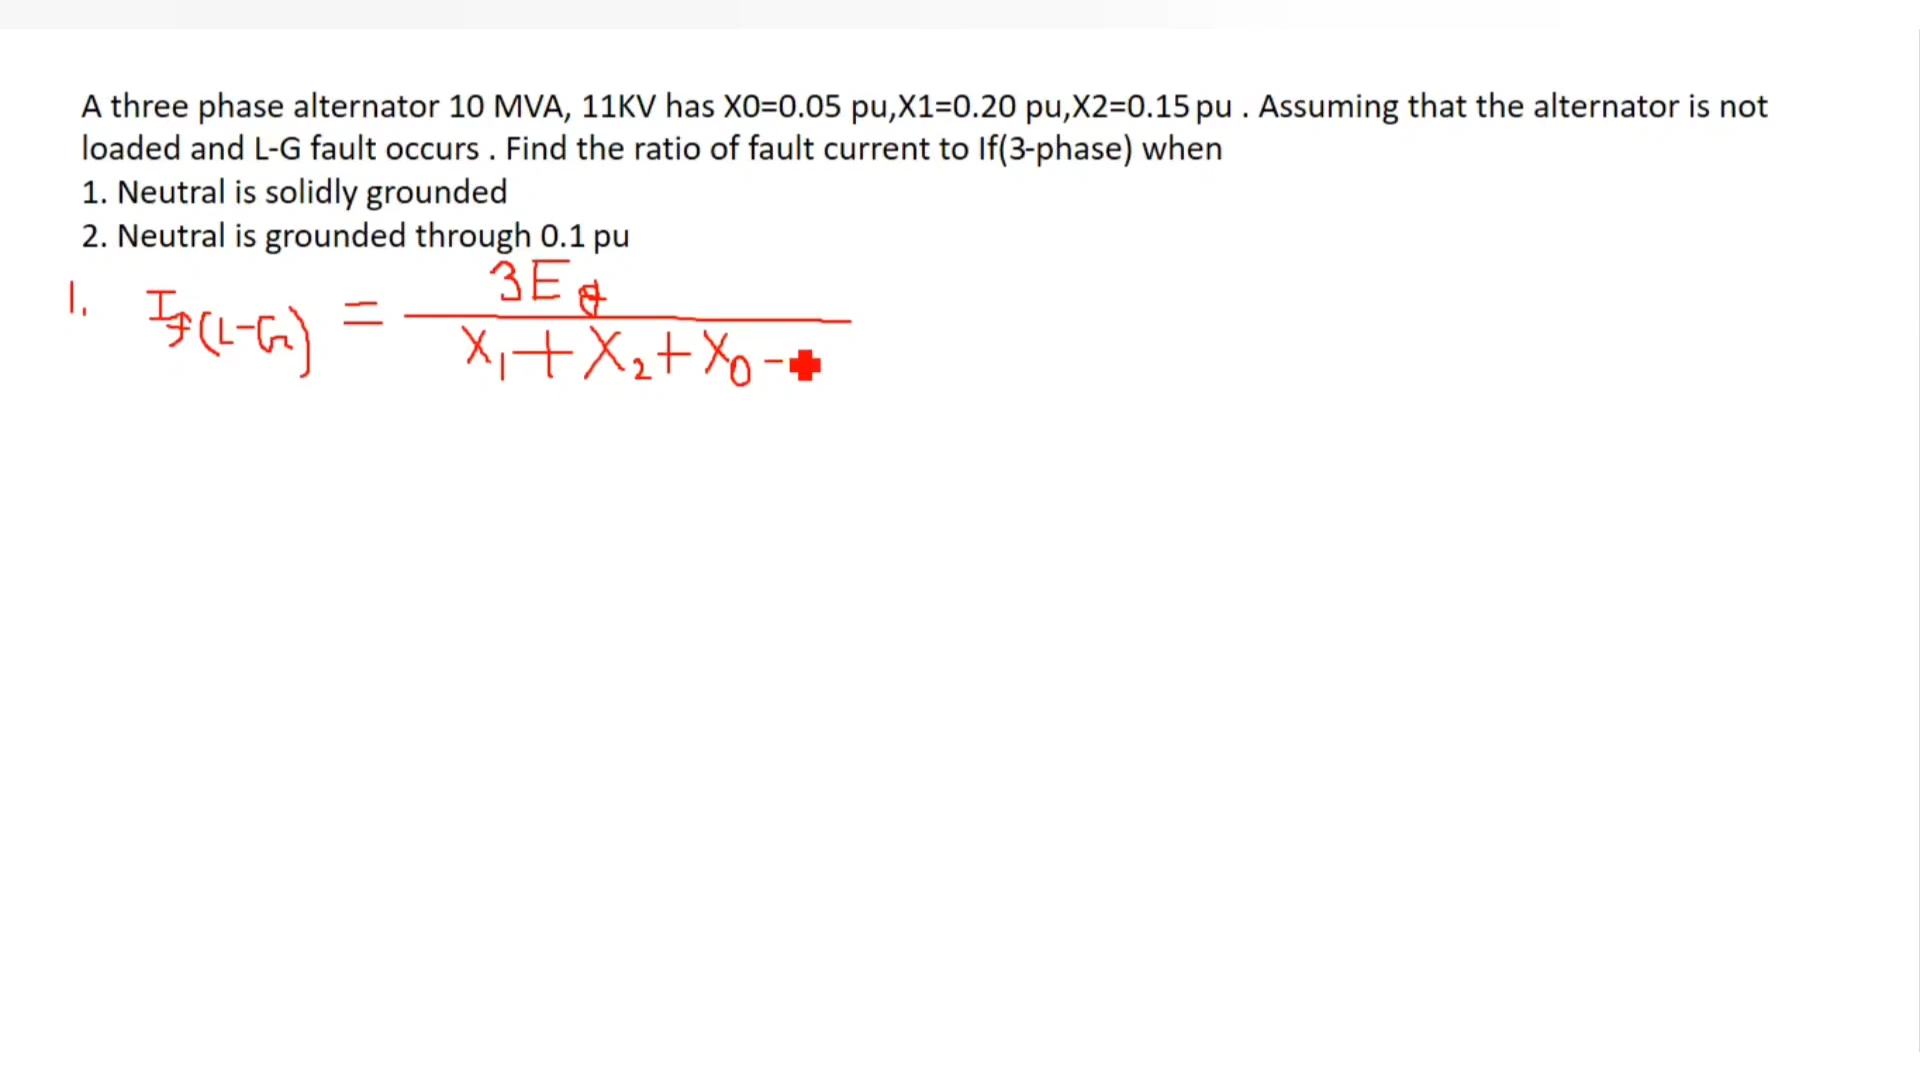 A three phase alternator 10 MVA, 11KV has X0=0.05 pu,X1=0.20 pu,X2=0.15 pu . Assuming that the alternator is not
loaded and L-G fault occurs . Find the ratio of fault current to If(3-phase) when
1. Neutral is solidly grounded
2. Neutral is grounded through 0.1 pu
3E
1. If(L-G) =
X1+X2+X0-